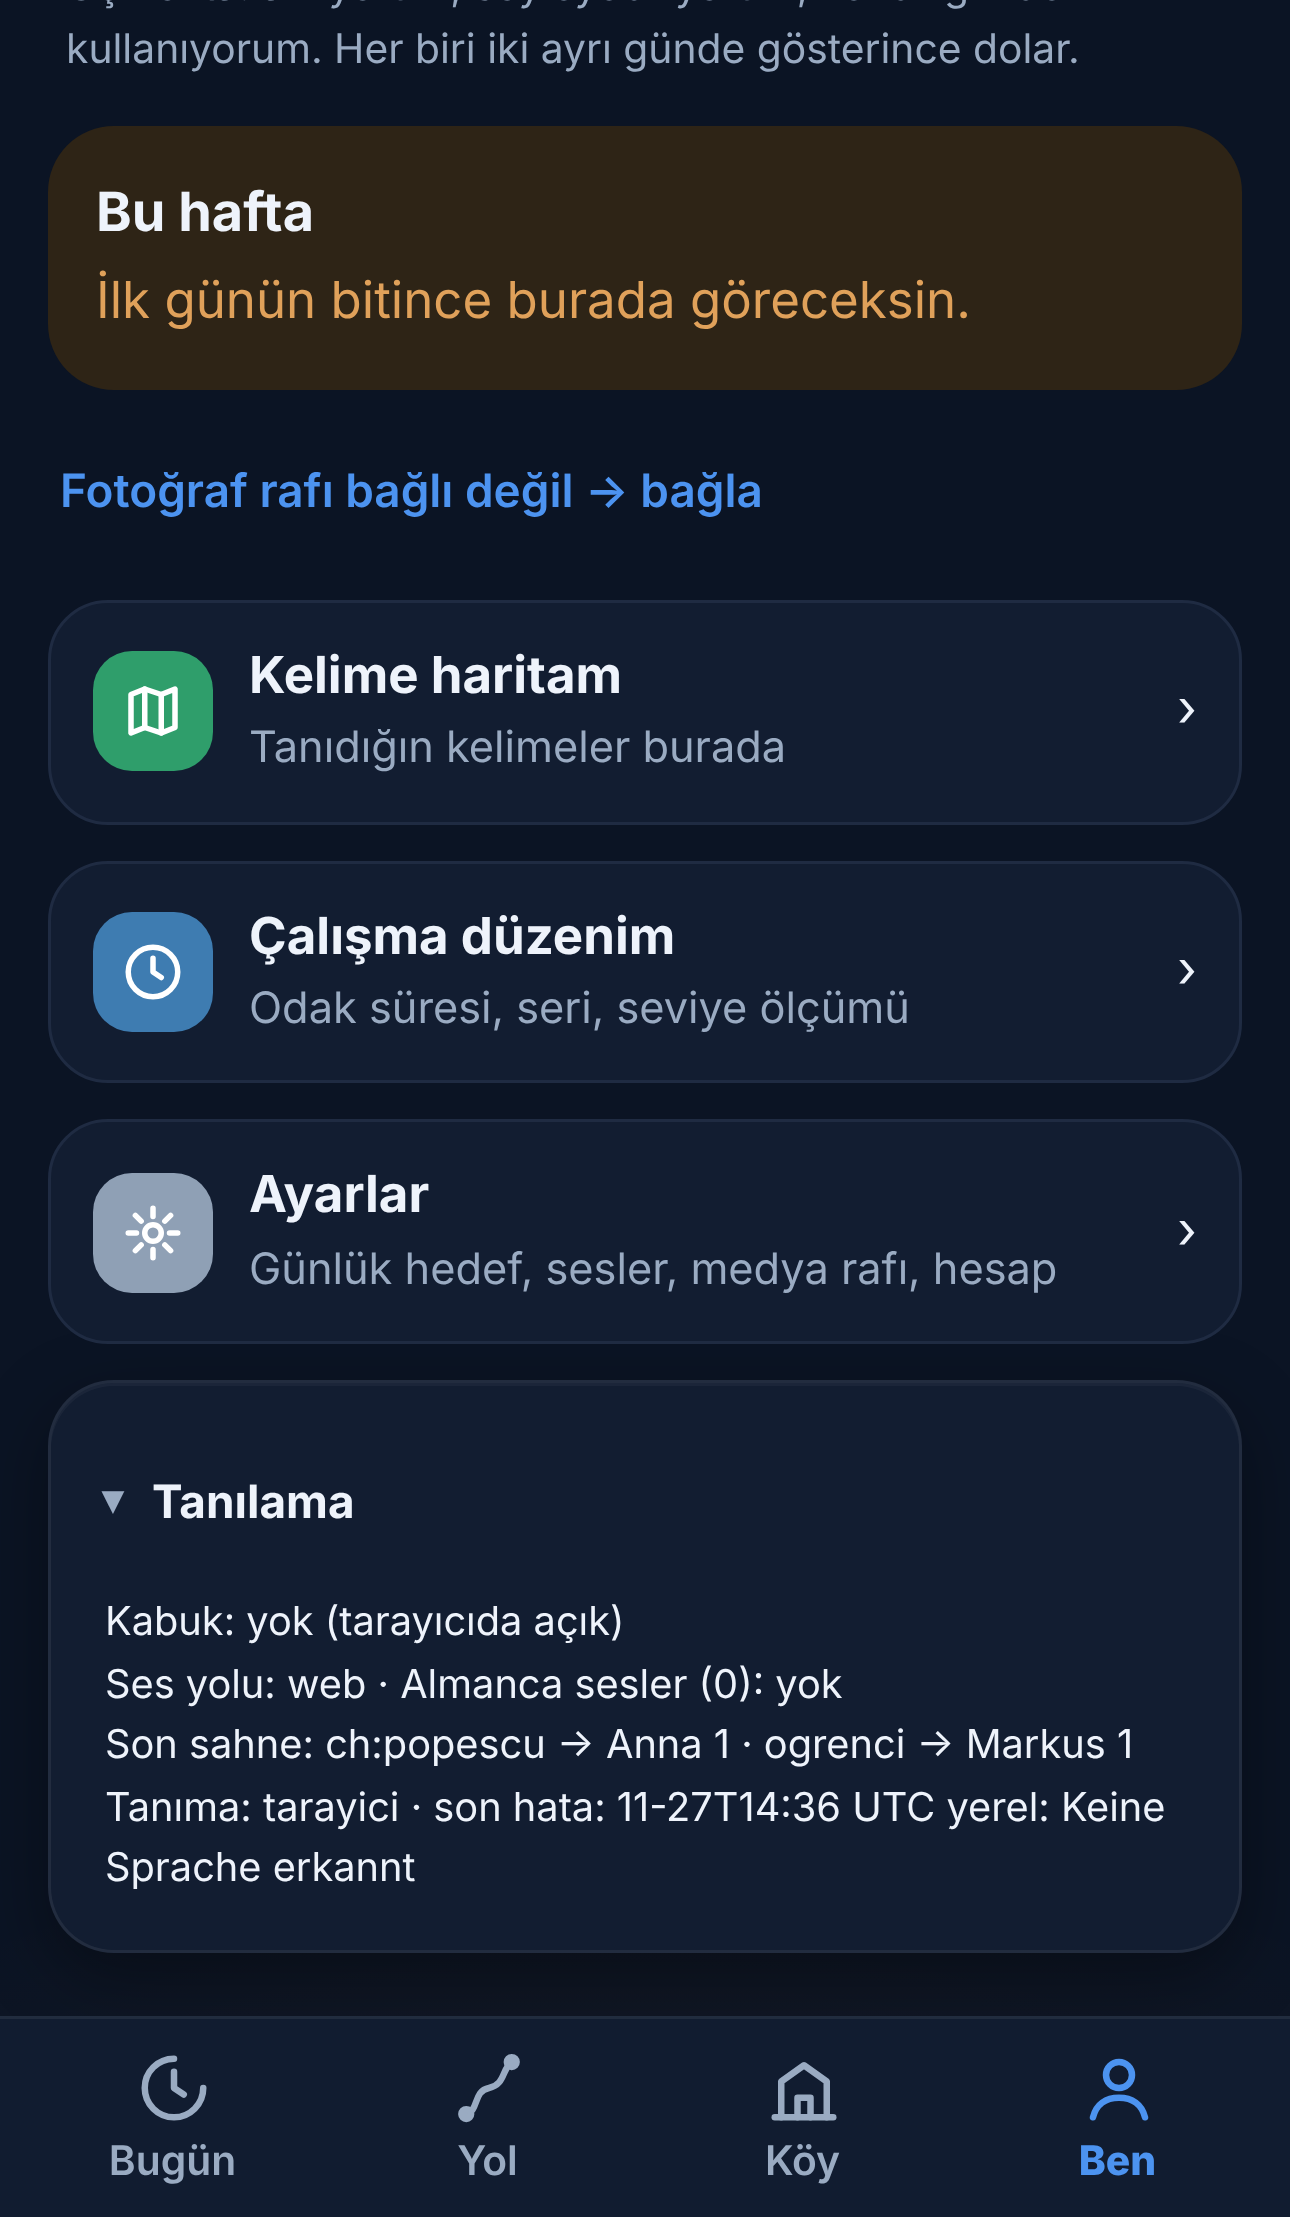 kullanıyorum. Her biri iki ayrı günde gösterince dolar.
Bu hafta
İlk günün bitince burada göreceksin.
Fotoğraf rafı bağlı değil → bağla
Kelime haritam
Tanıdığın kelimeler burada
Çalışma düzenim
Odak süresi, seri, seviye ölçümü
Ayarlar
Günlük hedef, sesler, medya rafı, hesap
▼ Tanılama
Kabuk: yok (tarayıcıda açık)
Ses yolu: web · Almanca sesler (0): yok
Son sahne: ch:popescu → Anna 1 · ogrenci → Markus 1
Tanıma: tarayici · son hata: 11-27T14:36 UTC yerel: Keine
Sprache erkannt
Bugün
Yol
Köy
Ben